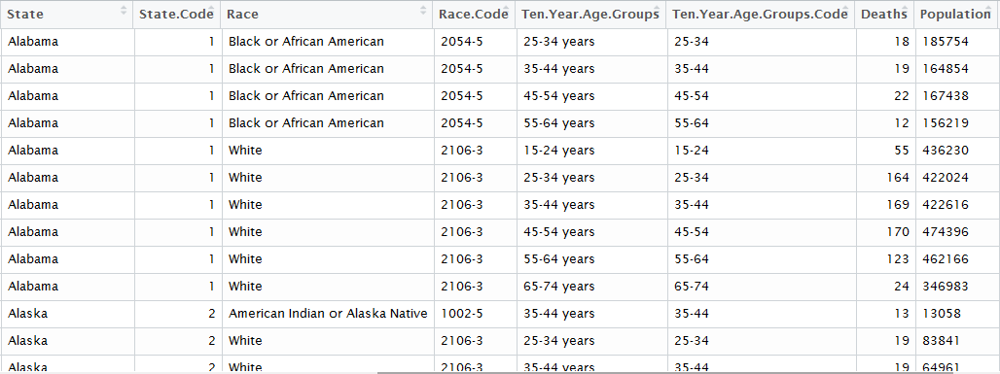 State State.Code Race Race.Code Ten.Year.Age.Groups Ten.Year.Age.Groups.Code Deaths Population
Alabama 1 Black or African American 2054-5 25-34 years 25-34 18 185754
Alabama 1 Black or African American 2054-5 35-44 years 35-44 19 164854
Alabama 1 Black or African American 2054-5 45-54 years 45-54 22 167438
Alabama 1 Black or African American 2054-5 55-64 years 55-64 12 156219
Alabama 1 White 2106-3 15-24 years 15-24 55 436230
Alabama 1 White 2106-3 25-34 years 25-34 164 422024
Alabama 1 White 2106-3 35-44 years 35-44 169 422616
Alabama 1 White 2106-3 45-54 years 45-54 170 474396
Alabama 1 White 2106-3 55-64 years 55-64 123 462166
Alabama 1 White 2106-3 65-74 years 65-74 24 346983
Alaska 2 American Indian or Alaska Native 1002-5 35-44 years 35-44 13 13058
Alaska 2 White 2106-3 25-34 years 25-34 19 83841
Alaska 2 White 2106-3 35-44 years 35-44 19 64961